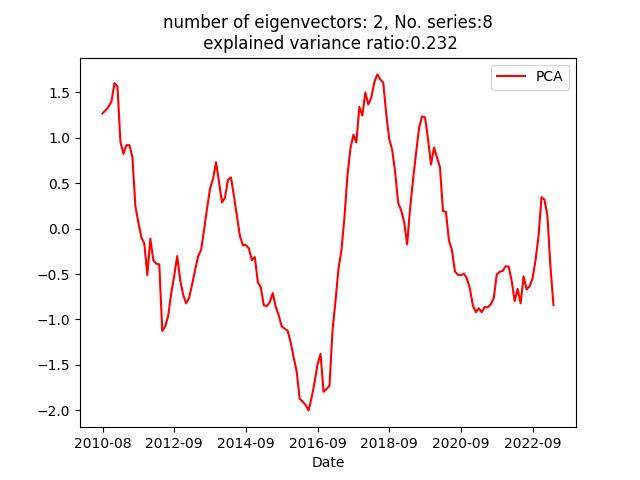 number of eigenvectors: 2, No. series:8
explained variance ratio:0.232
PCA
1.5
1.0
0.5
0.0
−0.5
−1.0
−1.5
−2.0
2010-08 2012-09 2014-09 2016-09 2018-09 2020-09 2022-09
Date